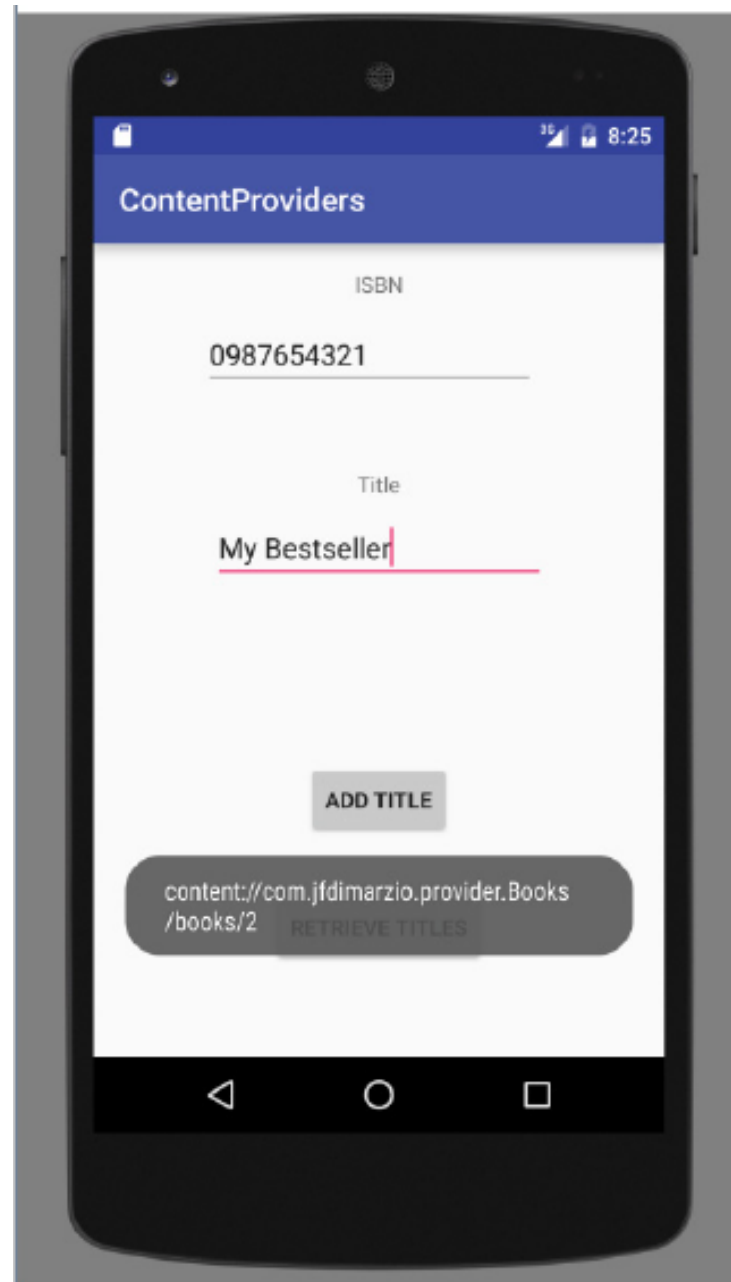 3G 8:25
ContentProviders
ISBN
0987654321
Title
My Bestseller
ADD TITLE
content://com.jfdimarzio.provider.Books
/books/2
RETRIEVE TITLES